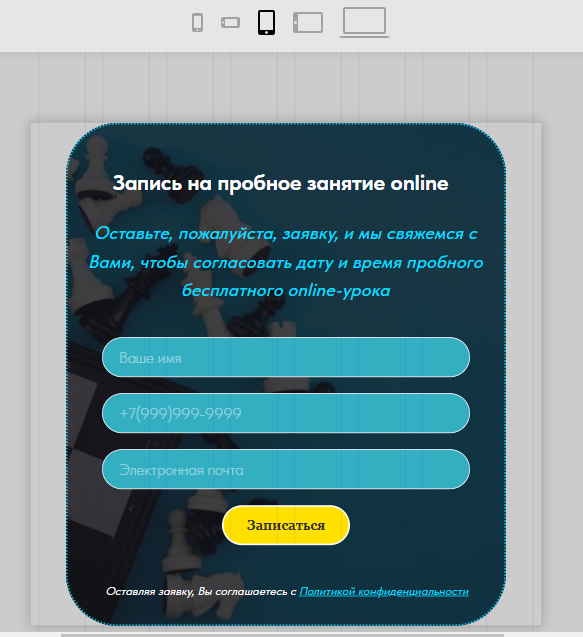 Запись на пробное занятие online
Оставьте, пожалуйста, заявку, и мы свяжемся с
Вами, чтобы согласовать дату и время пробного
бесплатного online-урока
Ваше имя
+7(999)999-9999
Электронная почта
Записаться
Оставляя заявку, Вы соглашаетесь с Политикой конфиденциальности